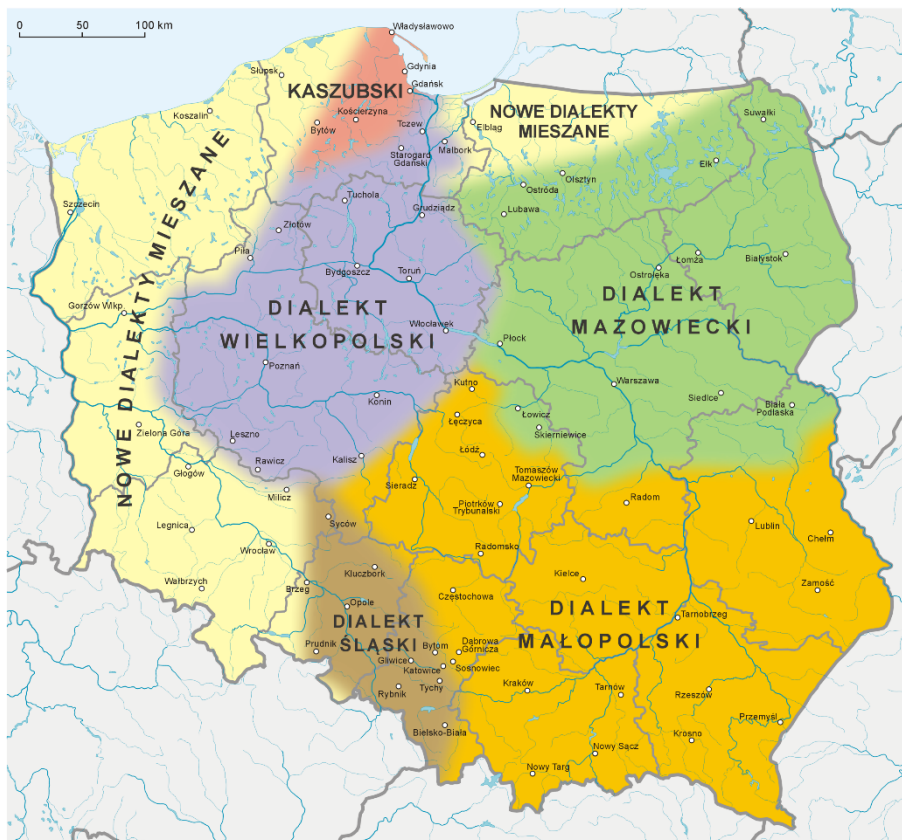 0 50 100 km
Władysławowo
Gdynia
Słupsk
KASZUBSKI
Gdańsk
Koszalin
Kościerzyna
Bytów
Tczew
Elbląg
NOWE DIALEKTY
MIESZANE
Suwałki
Malbork
Starogard
Gdański
Ełk
Olsztyn
Ostróda
Szczecin
Tuchola
Grudziądz
Lubawa
Złotów
Piła
Łomża
Białystok
Bydgoszcz
Toruń
Ostrołęka
Gorzów Wlkp.
NOWE DIALEKTY MIESZANE
DIALEKT
WIELKOPOLSKI
DIALEKT
MAZOWIECKI
Włocławek
Płock
Poznań
Kutno
Warszawa
Siedlce
Biała
Podlaska
Konin
Łęczyca
Łowicz
Skierniewice
Zielona Góra
Leszno
Kalisz
Łódź
Głogów
Rawicz
Sieradz
Tomaszów
Mazowiecki
Milicz
Piotrków
Trybunalski
Radom
Syców
Lublin
Legnica
Chełm
Wrocław
Radomsko
Kluczbork
Kielce
Wałbrzych
Brzeg
Częstochowa
Zamość
Opole
DIALEKT
ŚLĄSKI
DIALEKT
MAŁOPOLSKI
Tarnobrzeg
Prudnik
Bytom
Dąbrowa
Górnicza
Gliwice
Sosnowiec
Katowice
Tychy
Rybnik
Kraków
Tarnów
Rzeszów
Bielsko-Biała
Przemyśl
Krosno
Nowy Sącz
Nowy Targ